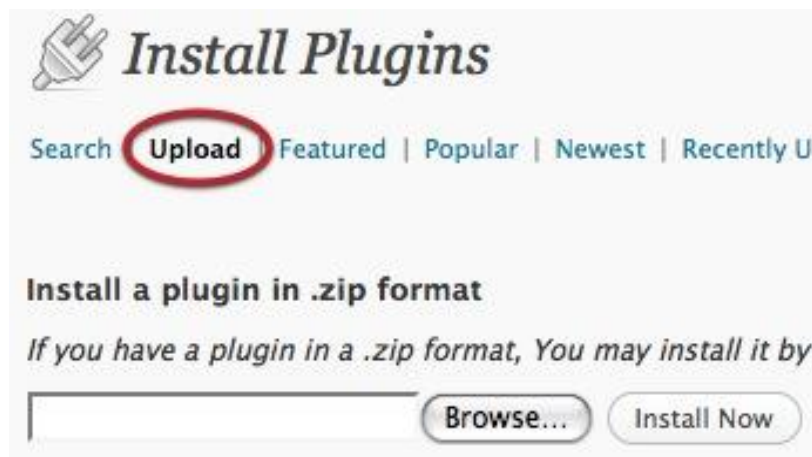 Install Plugins
Search Upload | Featured | Popular | Newest | Recently U
Install a plugin in .zip format
If you have a plugin in a .zip format, You may install it by
Browse... Install Now